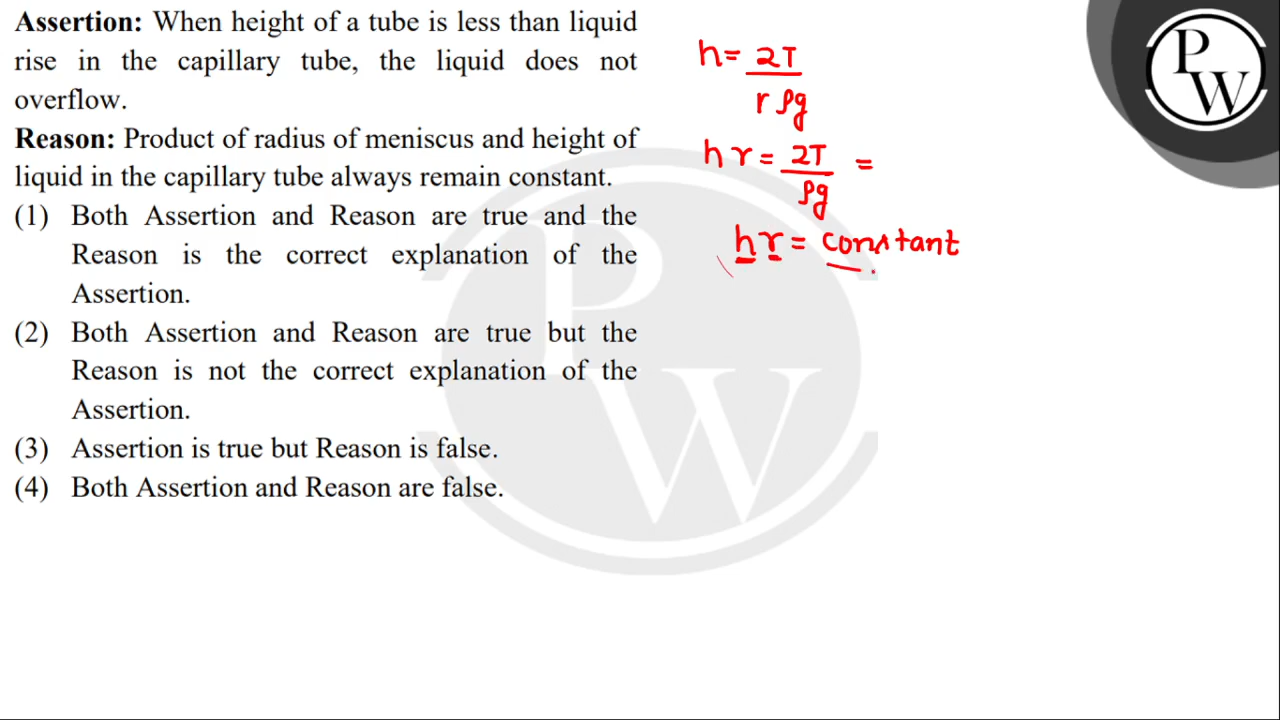 Assertion: When height of a tube is less than liquid
rise in the capillary tube, the liquid does not
overflow.
Reason: Product of radius of meniscus and height of
liquid in the capillary tube always remain constant.
(1) Both Assertion and Reason are true and the
Reason is the correct explanation of the
Assertion.
(2) Both Assertion and Reason are true but the
Reason is not the correct explanation of the
Assertion.
(3) Assertion is true but Reason is false.
(4) Both Assertion and Reason are false.
h = 2T / rρg
hr = 2T / ρg =
hr = constant
PW
PW